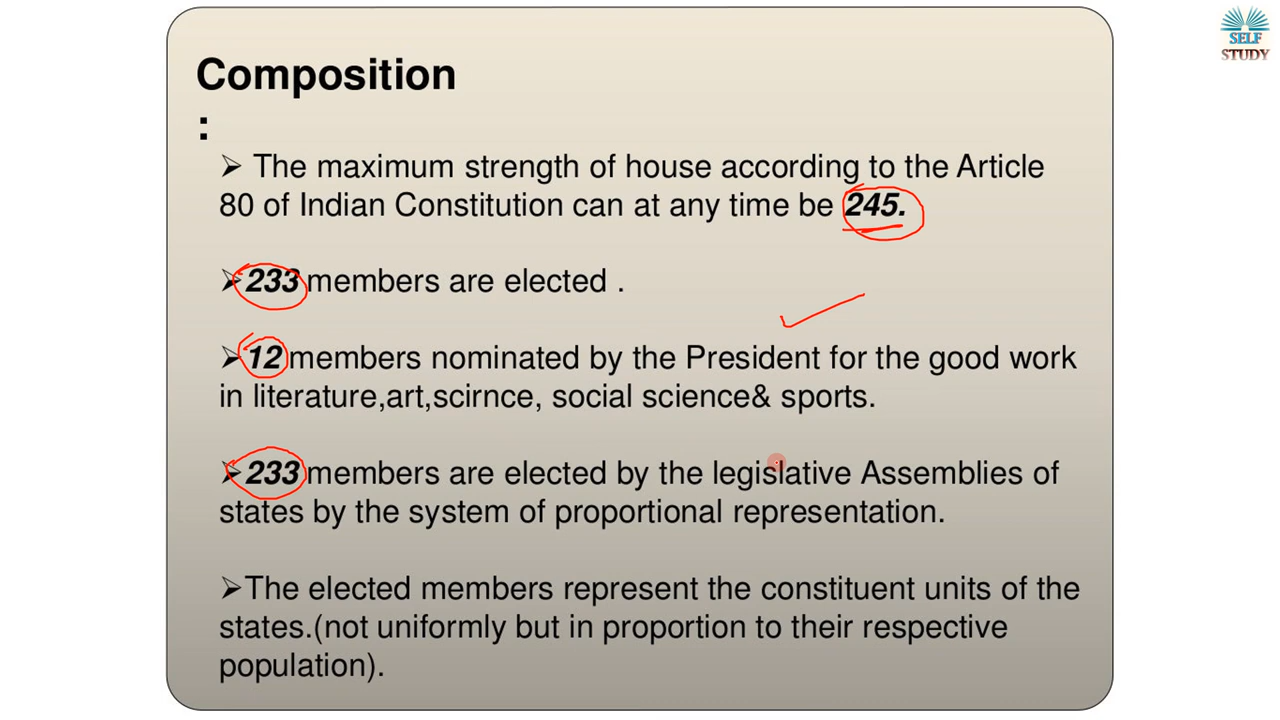 SELF
STUDY
Composition
:
➢ The maximum strength of house according to the Article
80 of Indian Constitution can at any time be 245.
➢233 members are elected .
➢12 members nominated by the President for the good work
in literature,art,scirnce, social science& sports.
➢233 members are elected by the legislative Assemblies of
states by the system of proportional representation.
➢The elected members represent the constituent units of the
states.(not uniformly but in proportion to their respective
population).